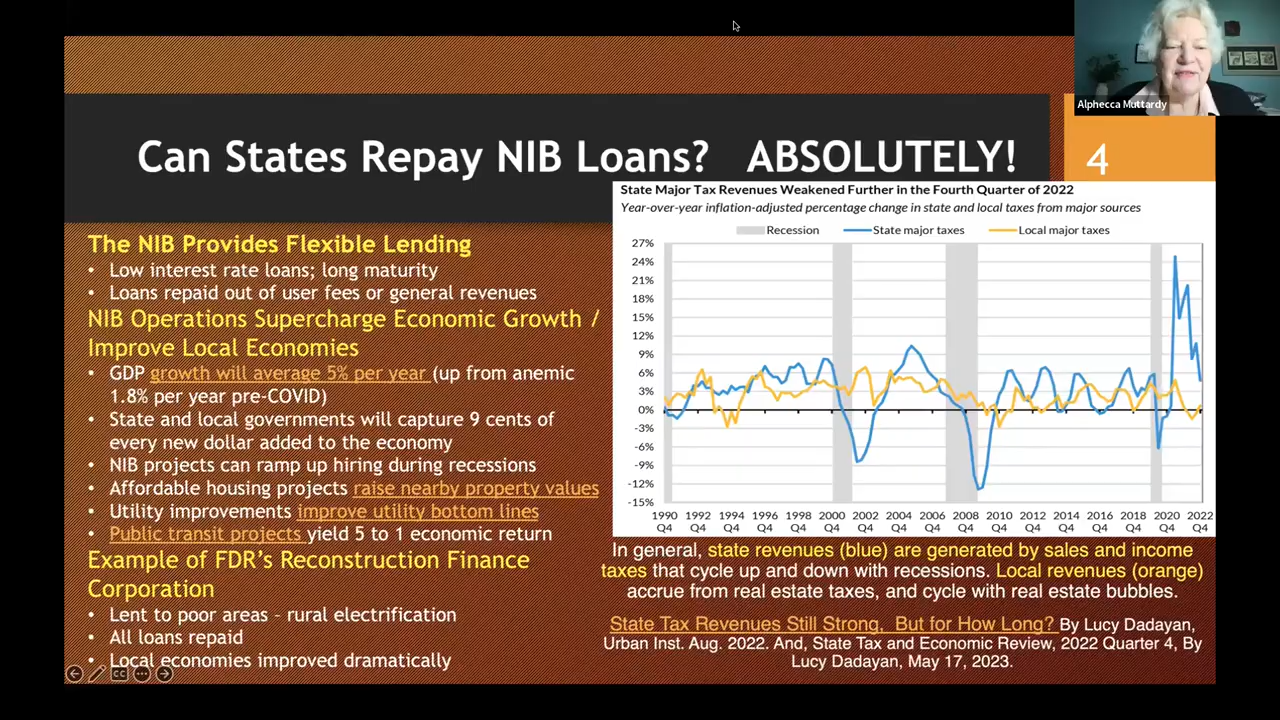 Alphecca Muttardy
Can States Repay NIB Loans? ABSOLUTELY!
4
The NIB Provides Flexible Lending
• Low interest rate loans; long maturity
• Loans repaid out of user fees or general revenues
NIB Operations Supercharge Economic Growth /
Improve Local Economies
• GDP growth will average 5% per year (up from anemic
1.8% per year pre-COVID)
• State and local governments will capture 9 cents of
every new dollar added to the economy
• NIB projects can ramp up hiring during recessions
• Affordable housing projects raise nearby property values
• Utility improvements improve utility bottom lines
• Public transit projects yield 5 to 1 economic return
Example of FDR's Reconstruction Finance
Corporation
• Lent to poor areas – rural electrification
• All loans repaid
• Local economies improved dramatically
CC
State Major Tax Revenues Weakened Further in the Fourth Quarter of 2022
Year-over-year inflation-adjusted percentage change in state and local taxes from major sources
Recession State major taxes Local major taxes
27%
24%
21%
18%
15%
12%
9%
6%
3%
0%
-3%
-6%
-9%
-12%
-15%
1990 1992 1994 1996 1998 2000 2002 2004 2006 2008 2010 2012 2014 2016 2018 2020 2022
Q4 Q4 Q4 Q4 Q4 Q4 Q4 Q4 Q4 Q4 Q4 Q4 Q4 Q4 Q4 Q4 Q4
In general, state revenues (blue) are generated by sales and income
taxes that cycle up and down with recessions. Local revenues (orange)
accrue from real estate taxes, and cycle with real estate bubbles.
State Tax Revenues Still Strong, But for How Long? By Lucy Dadayan,
Urban Inst. Aug. 2022. And, State Tax and Economic Review, 2022 Quarter 4, By
Lucy Dadayan, May 17, 2023.